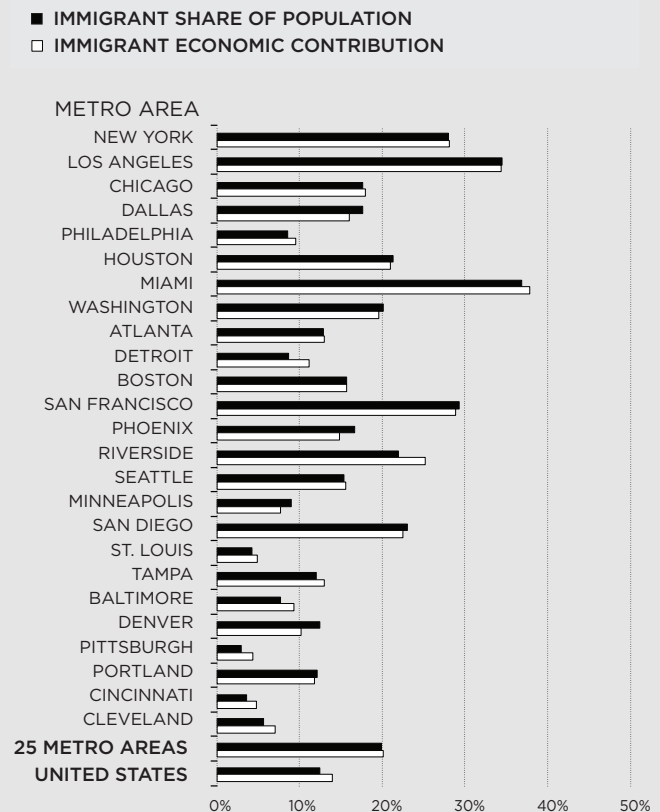 IMMIGRANT SHARE OF POPULATION
IMMIGRANT ECONOMIC CONTRIBUTION
METRO AREA
NEW YORK
LOS ANGELES
CHICAGO
DALLAS
PHILADELPHIA
HOUSTON
MIAMI
WASHINGTON
ATLANTA
DETROIT
BOSTON
SAN FRANCISCO
PHOENIX
RIVERSIDE
SEATTLE
MINNEAPOLIS
SAN DIEGO
ST. LOUIS
TAMPA
BALTIMORE
DENVER
PITTSBURGH
PORTLAND
CINCINNATI
CLEVELAND
25 METRO AREAS
UNITED STATES
0% 10% 20% 30% 40% 50%